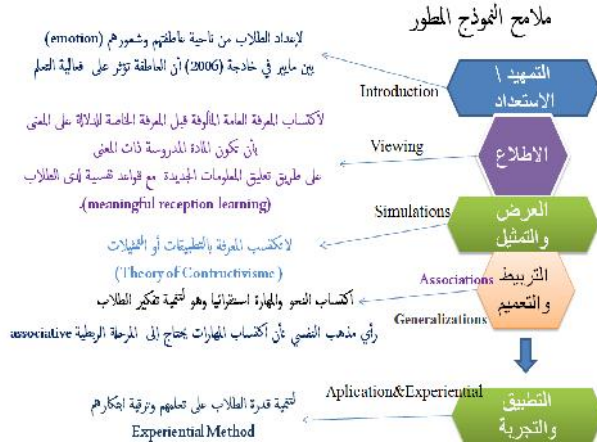 ملامح النموذج المطور
لإعداد الطلاب من ناحية عاطفتهم وشعورهم (emotion)
بين مايير في خادجة (2006) أن العاطفة تؤثر على فعالية التعلم
التمهيد \
الاستعداد
Introduction
لاكتساب المعرفة العامة المألوفة قبل المعرفة الخاصة للدلالة على المعنى
بأن تكون المادة المدروسة ذات المعنى
على طريق تعليق المعلومات الجديدة مع قواعد نفسية لدى الطلاب
(meaningful reception learning).
Viewing
الاطلاع
Simulations
العرض
والتمثيل
لاتكتسب المعرفة بالتطبيقات أو التمثيلات
(Theory of Contructivisme)
Associations
التربيط
والتعميم
اكتساب النحو والمهارة استقرائيا وهو لتنمية تفكير الطلاب
Generalizations
رأي مذهب النفسي بأن اكتساب المهارات يحتاج إلى المرحلة الربطية associative
Aplication&Experiential
التطبيق
والتجربة
لتنمية قدرة الطلاب على تعلمهم وترقية ابتكارهم
Experiential Method